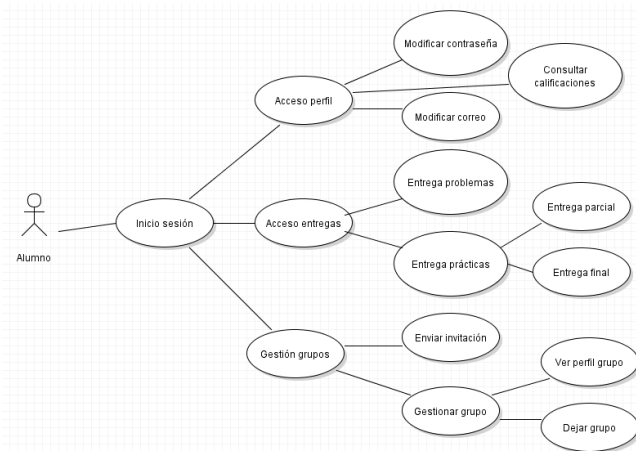 Modificar contraseña
Consultar
calificaciones
Acceso perfil
Modificar correo
Entrega problemas
Entrega parcial
Alumno
Inicio sesión
Acceso entregas
Entrega prácticas
Entrega final
Enviar invitación
Gestión grupos
Ver perfil grupo
Gestionar grupo
Dejar grupo